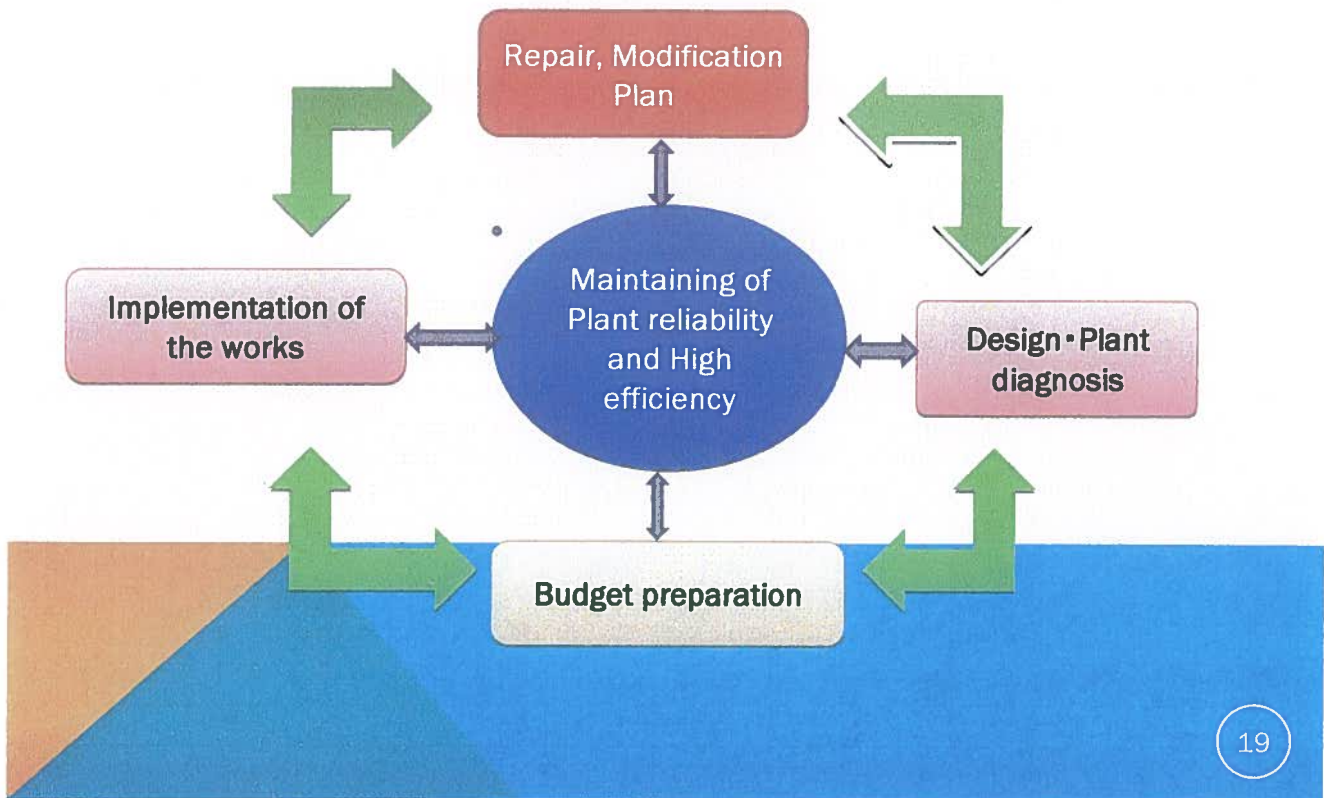 Repair, Modification
Plan
Implementation of
the works
Maintaining of
Plant reliability
and High
efficiency
Design▪Plant
diagnosis
Budget preparation
19